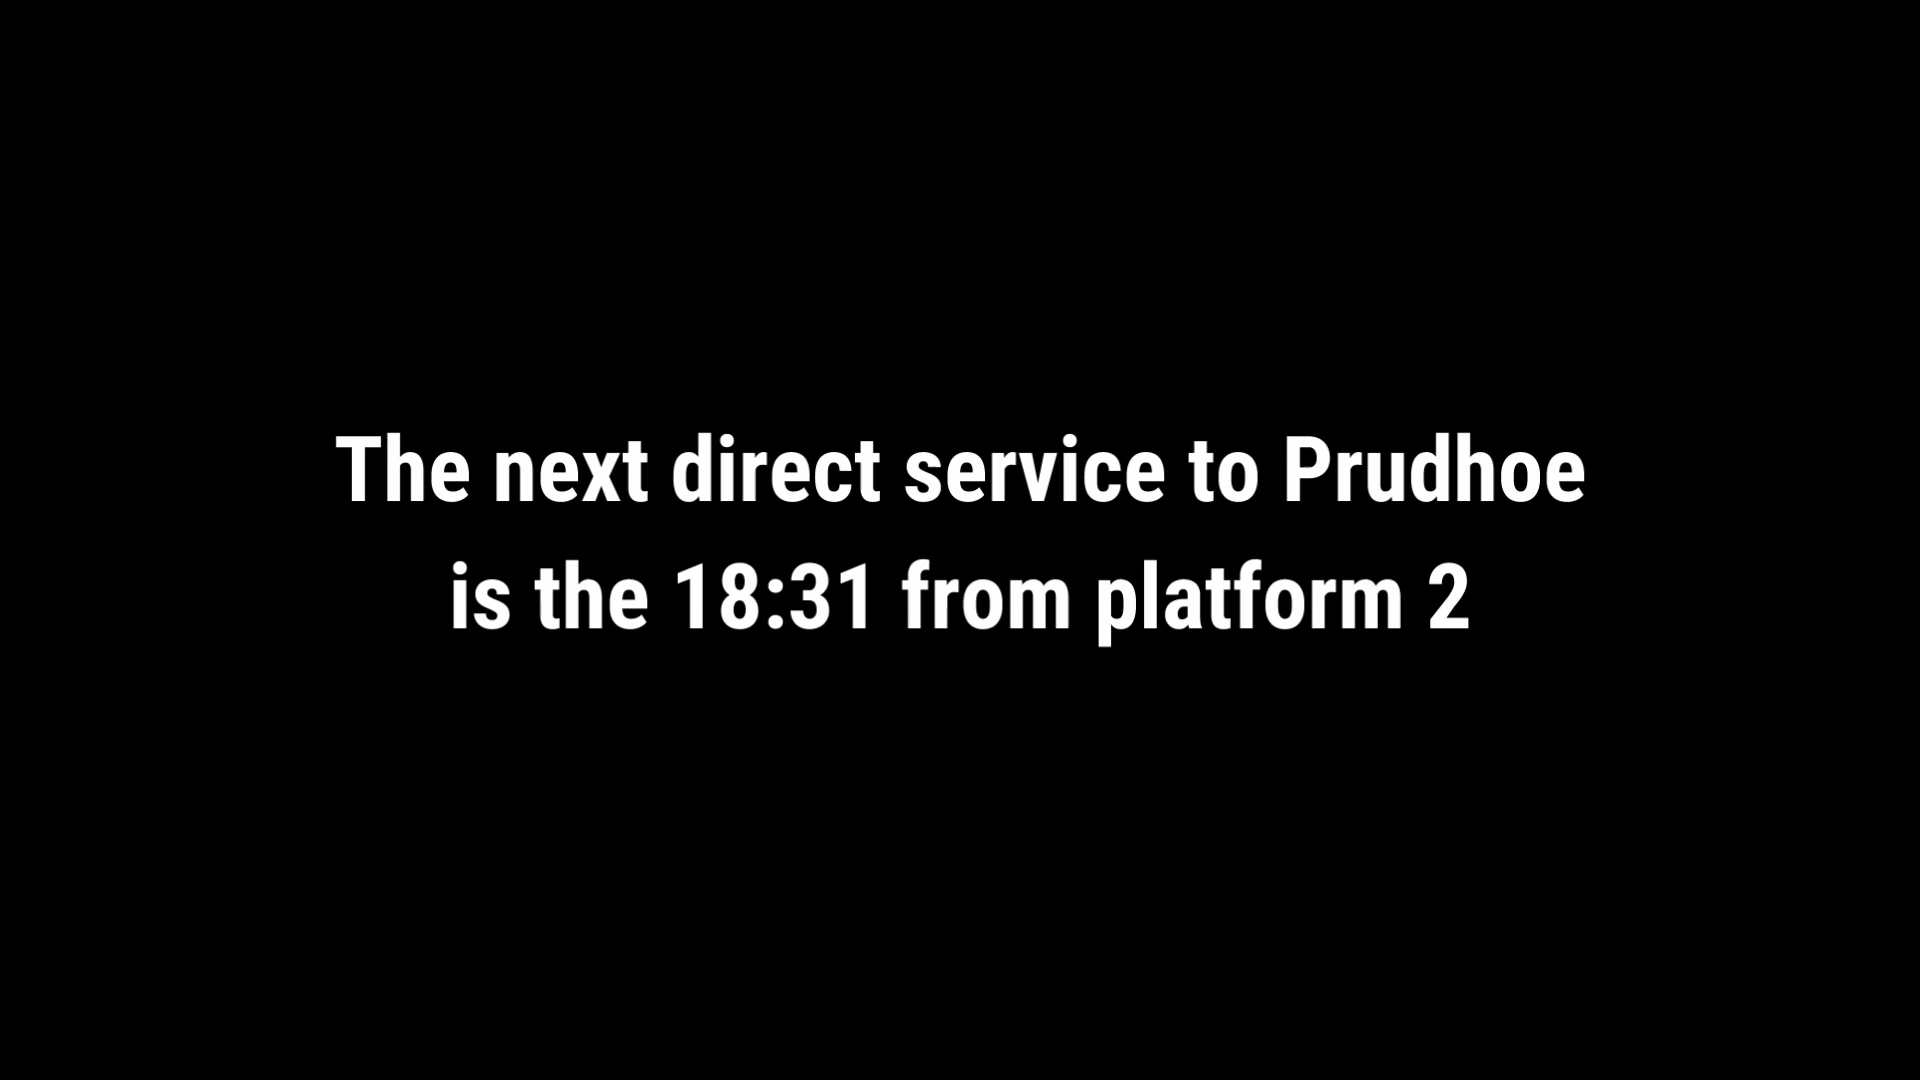 The next direct service to Prudhoe
is the 18:31 from platform 2